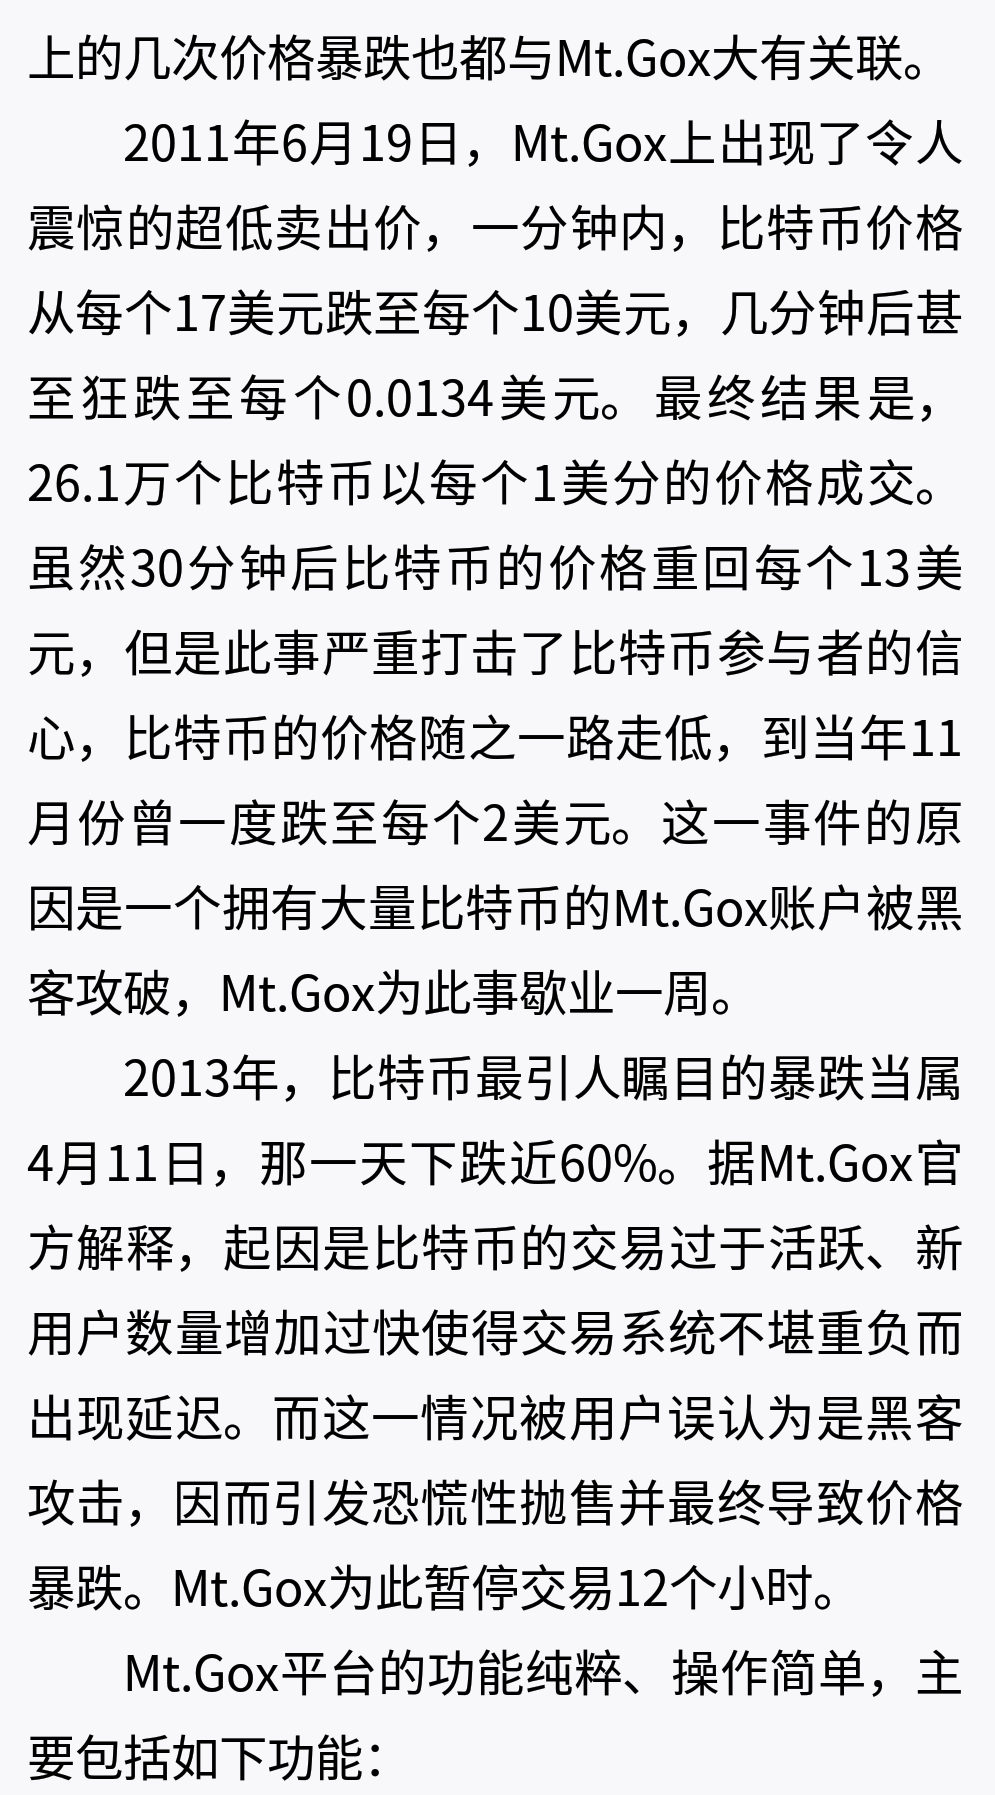 上的几次价格暴跌也都与Mt.Gox大有关联。
2011年6月19日，Mt.Gox上出现了令人
震惊的超低卖出价，一分钟内，比特币价格
从每个17美元跌至每个10美元，几分钟后甚
至狂跌至每个0.0134美元。最终结果是，
26.1万个比特币以每个1美分的价格成交。
虽然30分钟后比特币的价格重回每个13美
元，但是此事严重打击了比特币参与者的信
心，比特币的价格随之一路走低，到当年11
月份曾一度跌至每个2美元。这一事件的原
因是一个拥有大量比特币的Mt.Gox账户被黑
客攻破，Mt.Gox为此事歇业一周。
2013年，比特币最引人瞩目的暴跌当属
4月11日，那一天下跌近60%。据Mt.Gox官
方解释，起因是比特币的交易过于活跃、新
用户数量增加过快使得交易系统不堪重负而
出现延迟。而这一情况被用户误认为是黑客
攻击，因而引发恐慌性抛售并最终导致价格
暴跌。Mt.Gox为此暂停交易12个小时。
Mt.Gox平台的功能纯粹、操作简单，主
要包括如下功能：